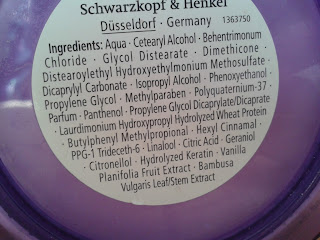 Schwarzkopf & Henkel
Düsseldorf · Germany 1363750
Ingredients: Aqua · Cetearyl Alcohol · Behentrimonium
Chloride · Glycol Distearate · Dimethicone ·
Distearoylethyl Hydroxyethylmonium Methosulfate ·
Dicaprylyl Carbonate · Isopropyl Alcohol · Phenoxyethanol ·
Propylene Glycol · Methylparaben · Polyquaternium-37 ·
Parfum · Panthenol · Propylene Glycol Dicaprylate/Dicaprate
· Laurdimonium Hydroxypropyl Hydrolyzed Wheat Protein
· Butylphenyl Methylpropional · Hexyl Cinnamal ·
PPG-1 Trideceth-6 · Linalool · Citric Acid · Geraniol
· Citronellol · Hydrolyzed Keratin · Vanilla
Planifolia Fruit Extract · Bambusa
Vulgaris Leaf/Stem Extract